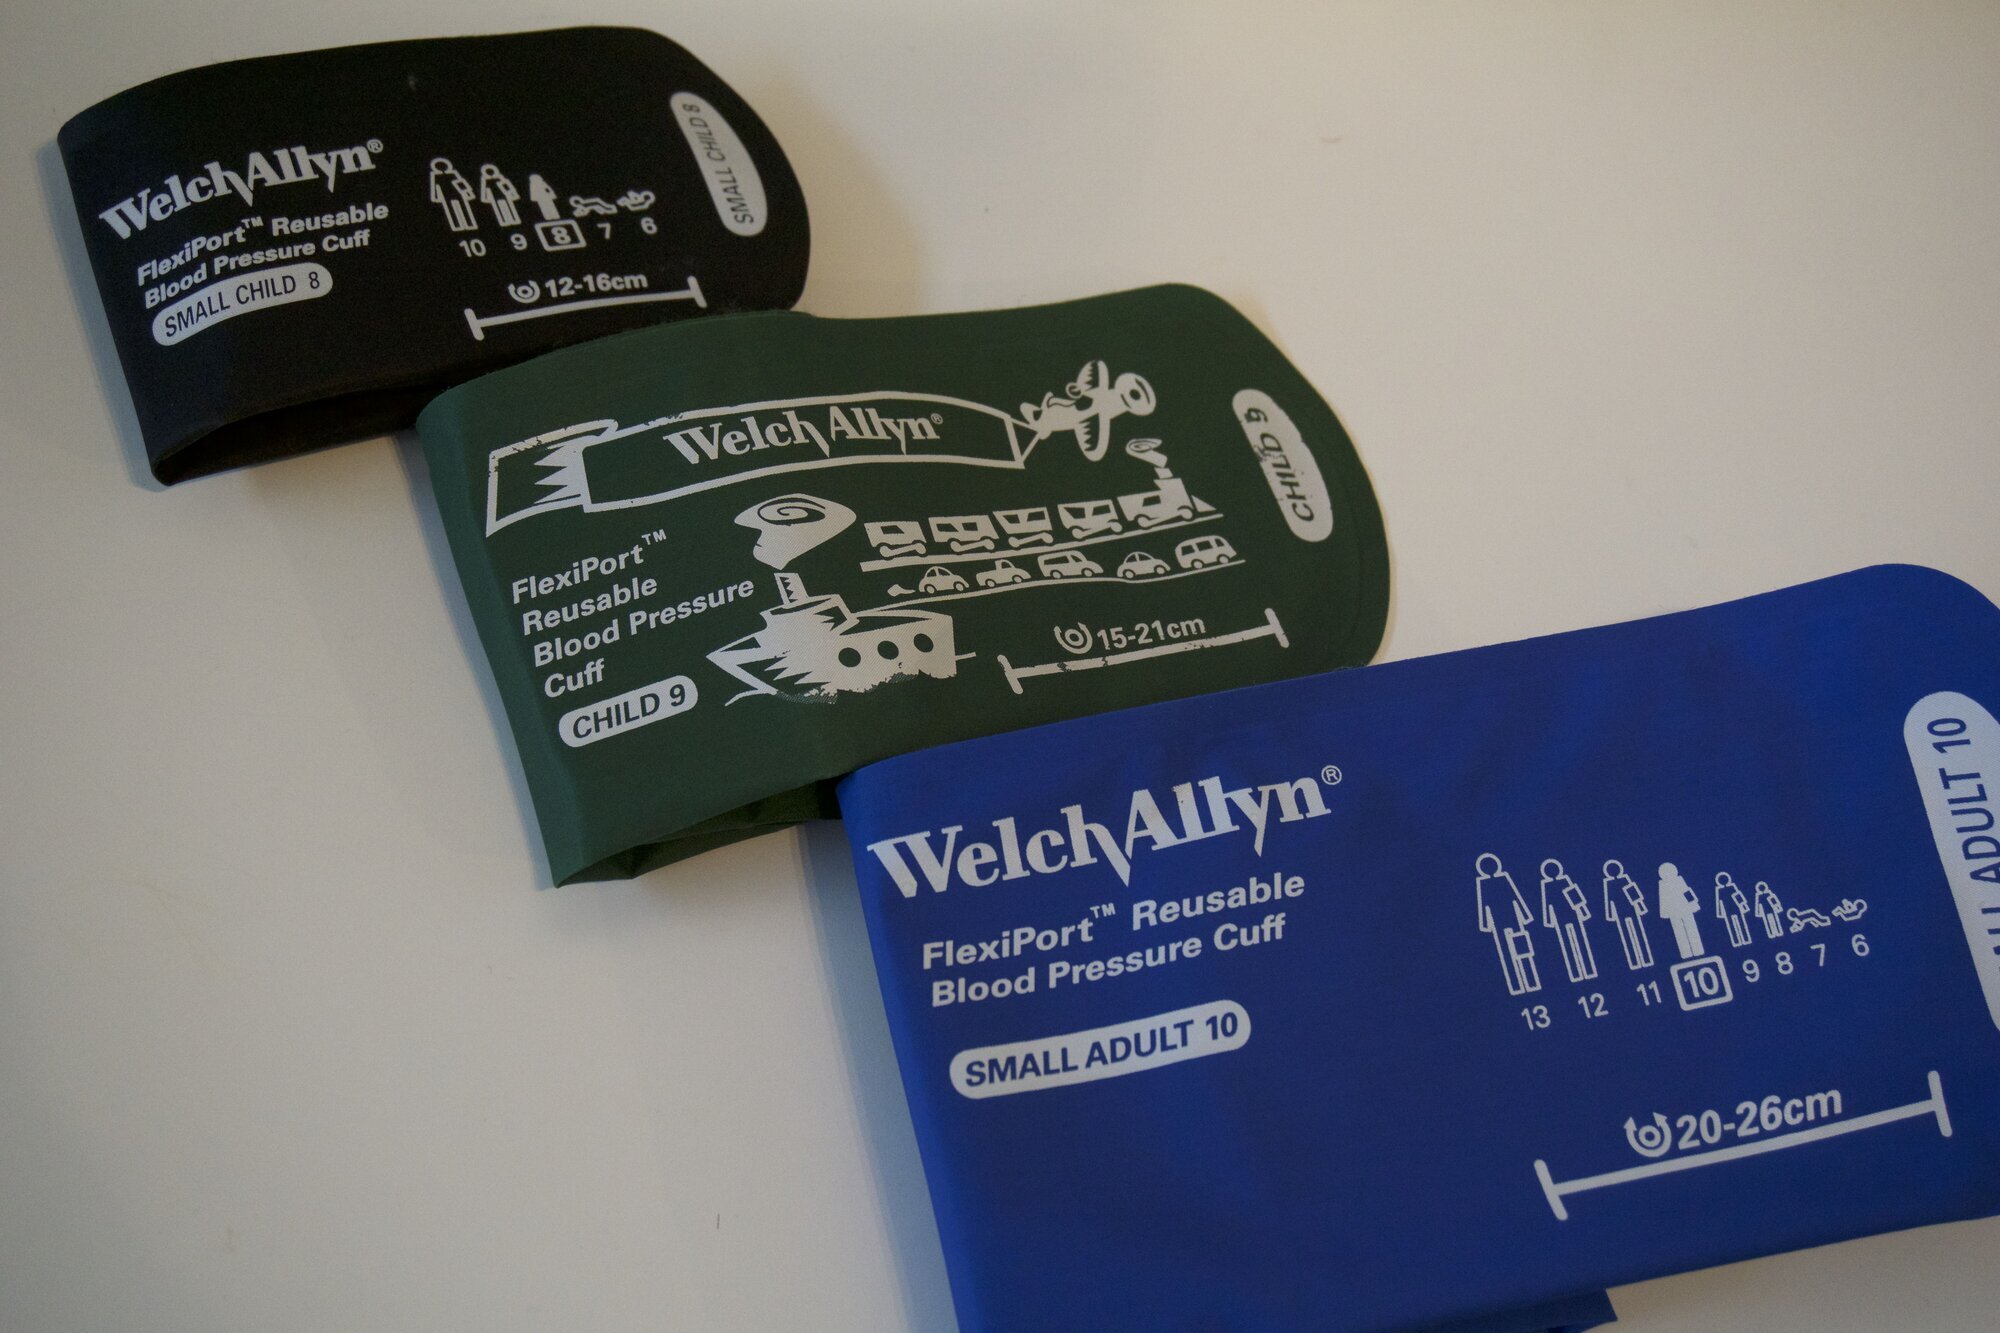 WelchAllyn®
FlexiPort™ Reusable
Blood Pressure Cuff
SMALL CHILD 8
10 9 8 7 6
12-16cm
SMALL CHILD 8
WelchAllyn®
FlexiPort™
Reusable
Blood Pressure
Cuff
CHILD 9
15-21cm
CHILD 9
WelchAllyn®
FlexiPort™ Reusable
Blood Pressure Cuff
SMALL ADULT 10
13 12 11 10 9 8 7 6
20-26cm
ADULT 10